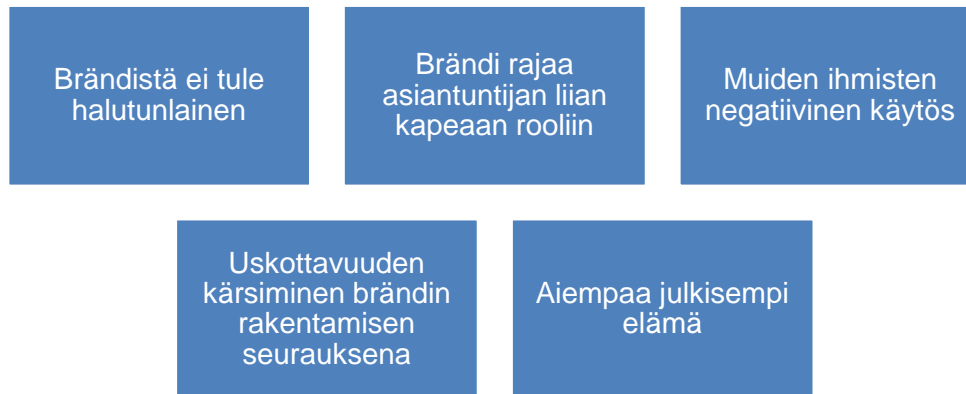 Brändistä ei tule
halutunlainen
Brändi rajaa
asiantuntijan liian
kapeaan rooliin
Muiden ihmisten
negatiivinen käytös
Uskottavuuden
kärsiminen brändin
rakentamisen
seurauksena
Aiempaa julkisempi
elämä